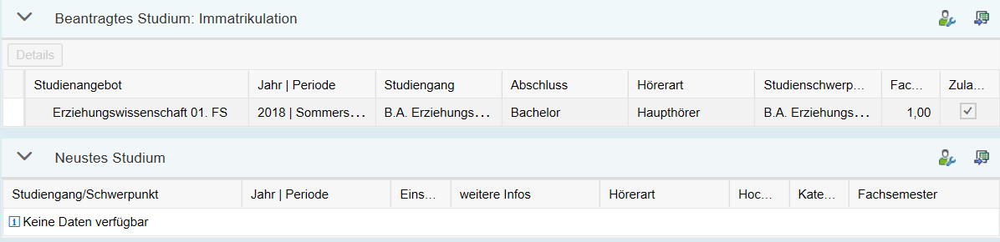 Beantragtes Studium: Immatrikulation
Details
Studienangebot Jahr | Periode Studiengang Abschluss Hörerart Studienschwerp... Fac... Zula...
Erziehungswissenschaft 01. FS 2018 | Sommers... B.A. Erziehungs... Bachelor Haupthörer B.A. Erziehungs... 1,00
Neustes Studium
Studiengang/Schwerpunkt Jahr | Periode Eins... weitere Infos Hörerart Hoc... Kate... Fachsemester
Keine Daten verfügbar